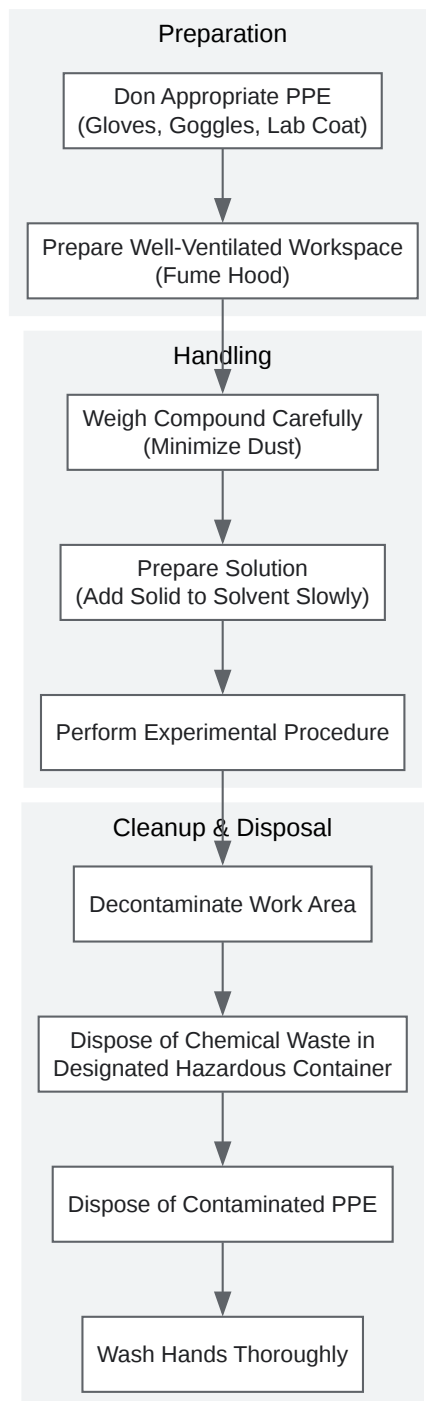 Preparation
Don Appropriate PPE
(Gloves, Goggles, Lab Coat)
Prepare Well-Ventilated Workspace
(Fume Hood)
Handling
Weigh Compound Carefully
(Minimize Dust)
Prepare Solution
(Add Solid to Solvent Slowly)
Perform Experimental Procedure
Cleanup & Disposal
Decontaminate Work Area
Dispose of Chemical Waste in
Designated Hazardous Container
Dispose of Contaminated PPE
Wash Hands Thoroughly